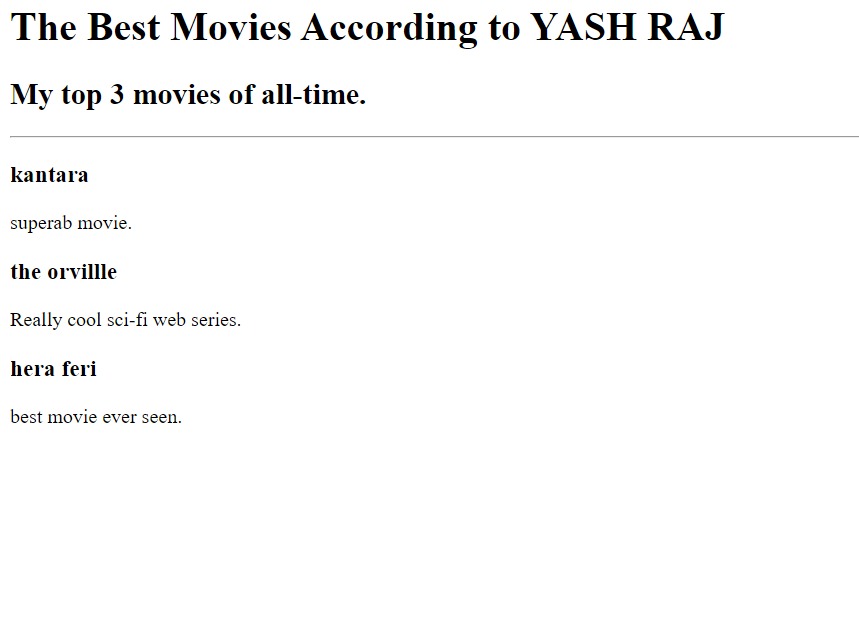 The Best Movies According to YASH RAJ
My top 3 movies of all-time.
kantara
superab movie.
the orvillle
Really cool sci-fi web series.
hera feri
best movie ever seen.